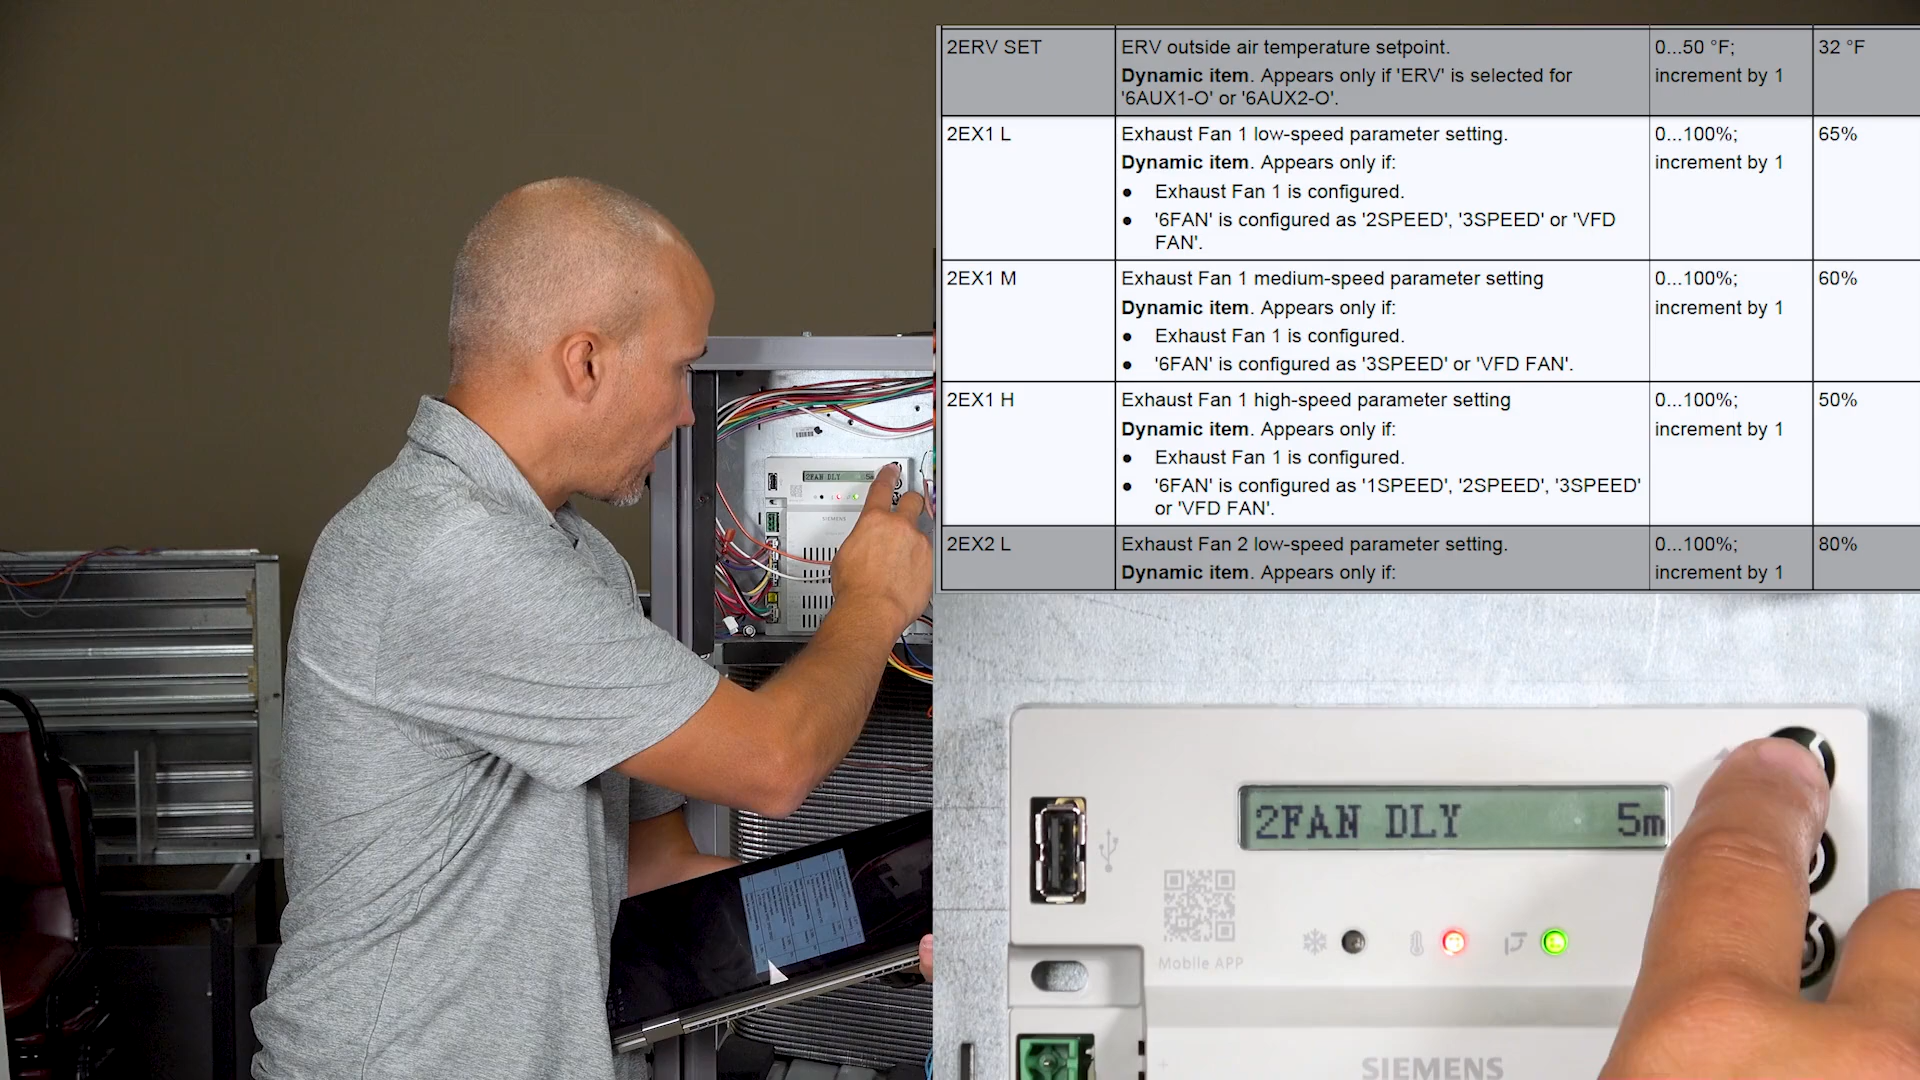 2ERV SET
ERV outside air temperature setpoint.
Dynamic item. Appears only if 'ERV' is selected for
'6AUX1-O' or '6AUX2-O'.
0...50 °F;
increment by 1
32 °F
2EX1 L
Exhaust Fan 1 low-speed parameter setting.
Dynamic item. Appears only if:
● Exhaust Fan 1 is configured.
● '6FAN' is configured as '2SPEED', '3SPEED' or 'VFD
FAN'.
0...100%;
increment by 1
65%
2EX1 M
Exhaust Fan 1 medium-speed parameter setting
Dynamic item. Appears only if:
● Exhaust Fan 1 is configured.
● '6FAN' is configured as '3SPEED' or 'VFD FAN'.
0...100%;
increment by 1
60%
2EX1 H
Exhaust Fan 1 high-speed parameter setting
Dynamic item. Appears only if:
● Exhaust Fan 1 is configured.
● '6FAN' is configured as '1SPEED', '2SPEED', '3SPEED'
or 'VFD FAN'.
0...100%;
increment by 1
50%
2EX2 L
Exhaust Fan 2 low-speed parameter setting.
Dynamic item. Appears only if:
0...100%;
increment by 1
80%
2FAN DLY 5m
SIEMENS
2FAN DLY 5m
Mobile APP
SIEMENS